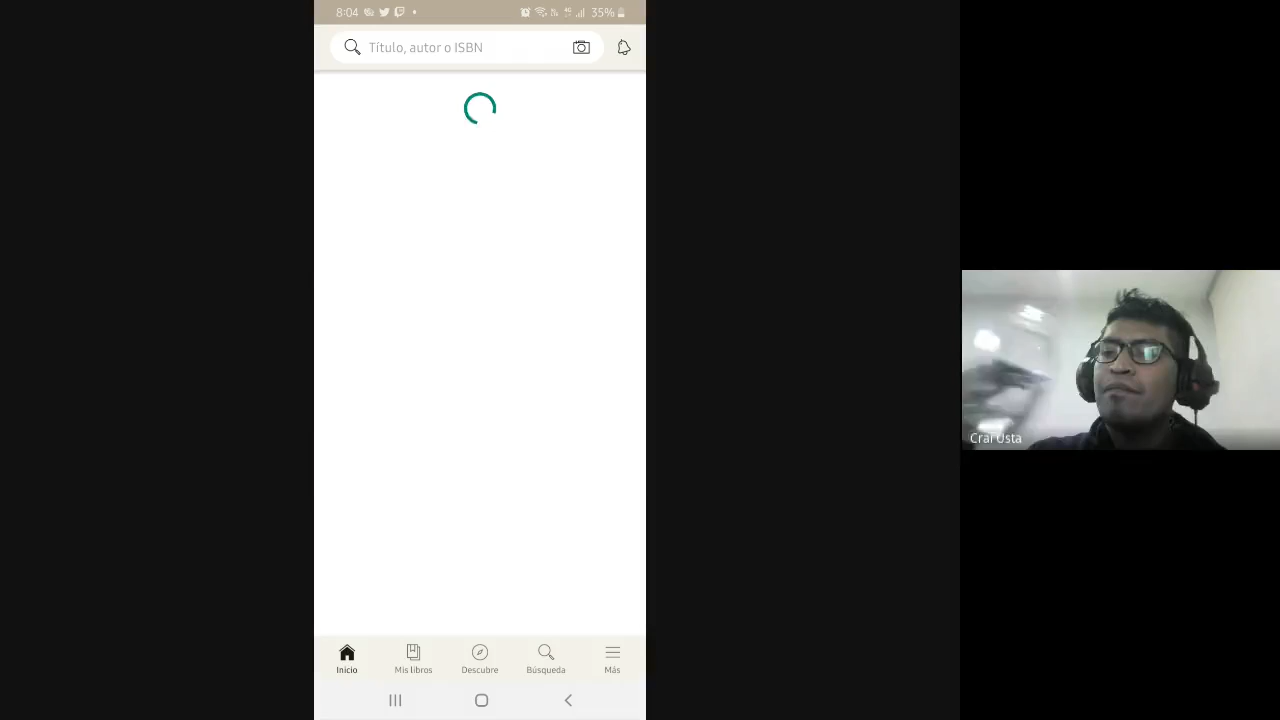 8:04
35%
Título, autor o ISBN
Inicio
Mis libros
Descubre
Búsqueda
Más
Crai Usta